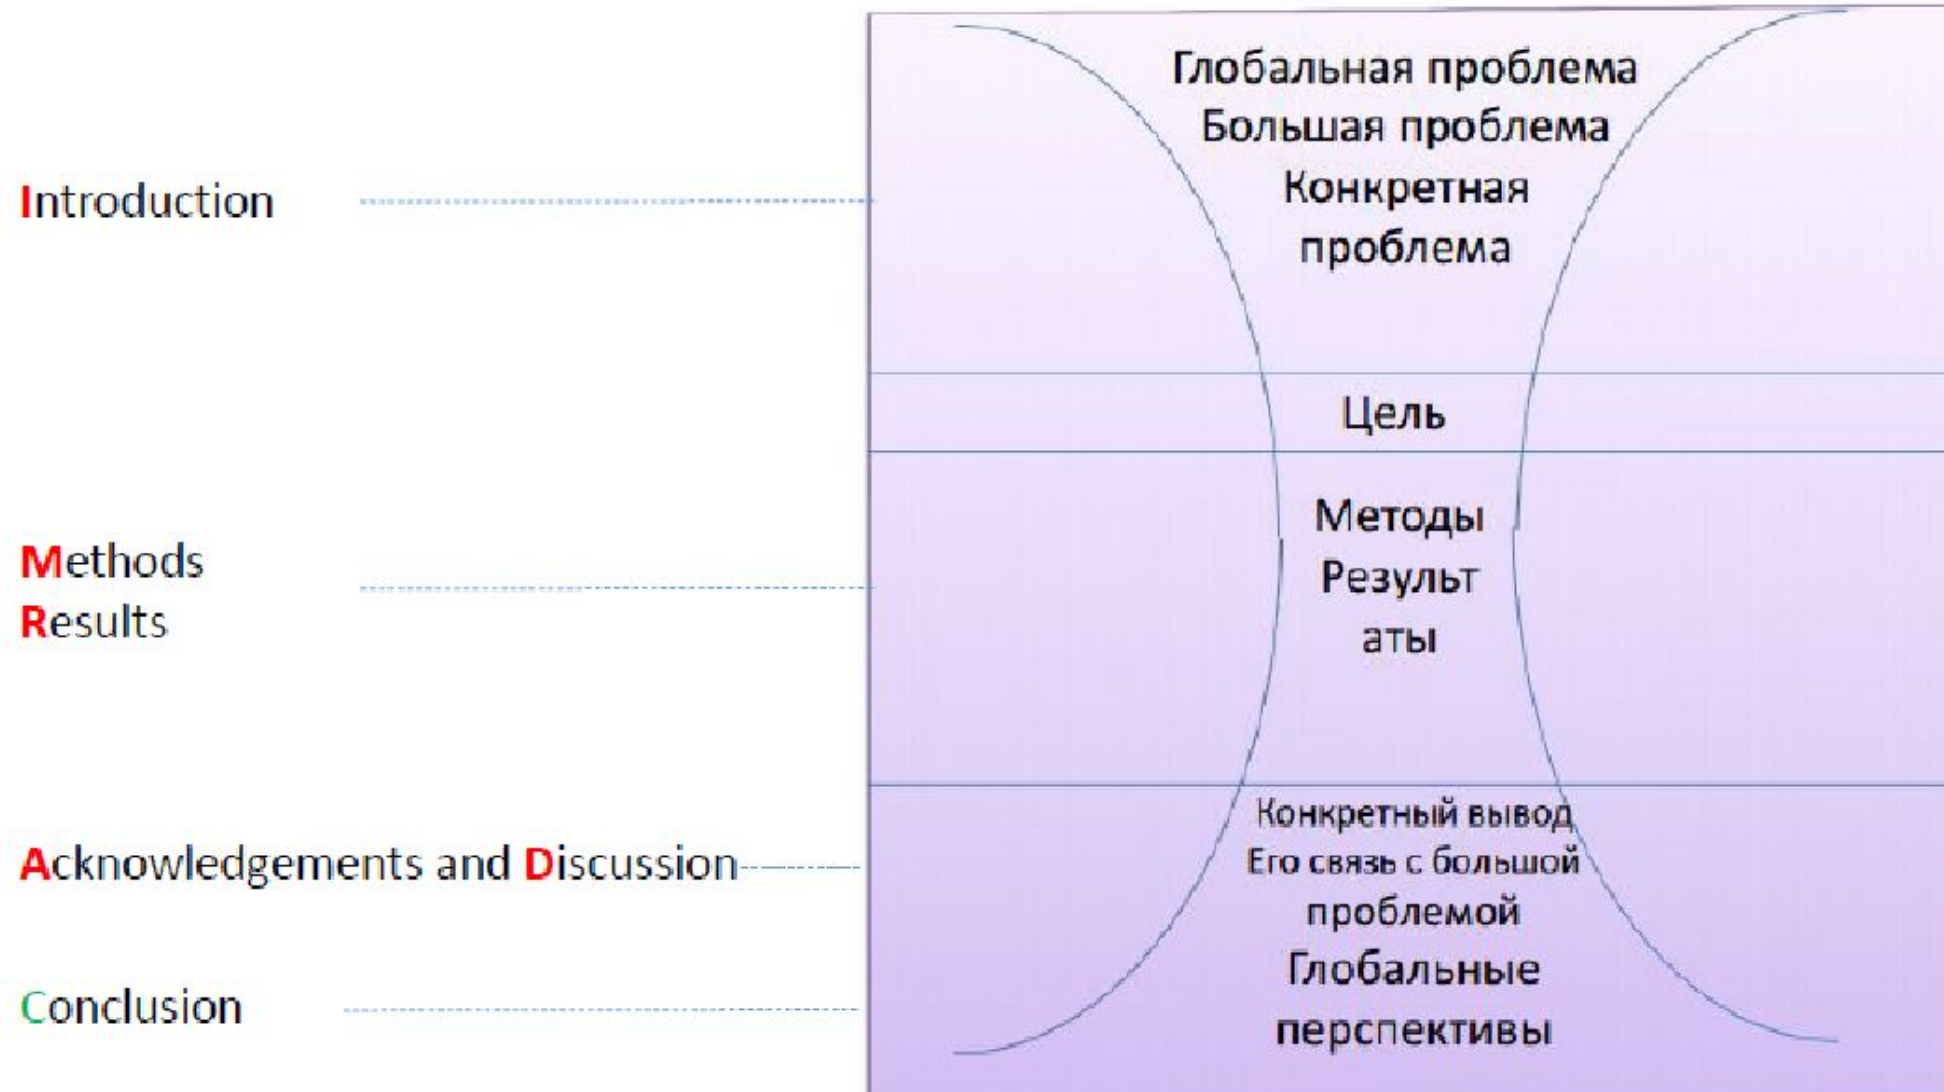 Introduction
Глобальная проблема
Большая проблема
Конкретная
проблема
Цель
Methods
Results
Методы
Результ
аты
Acknowledgements and Discussion
Конкретный вывод
Его связь с большой
проблемой
Conclusion
Глобальные
перспективы